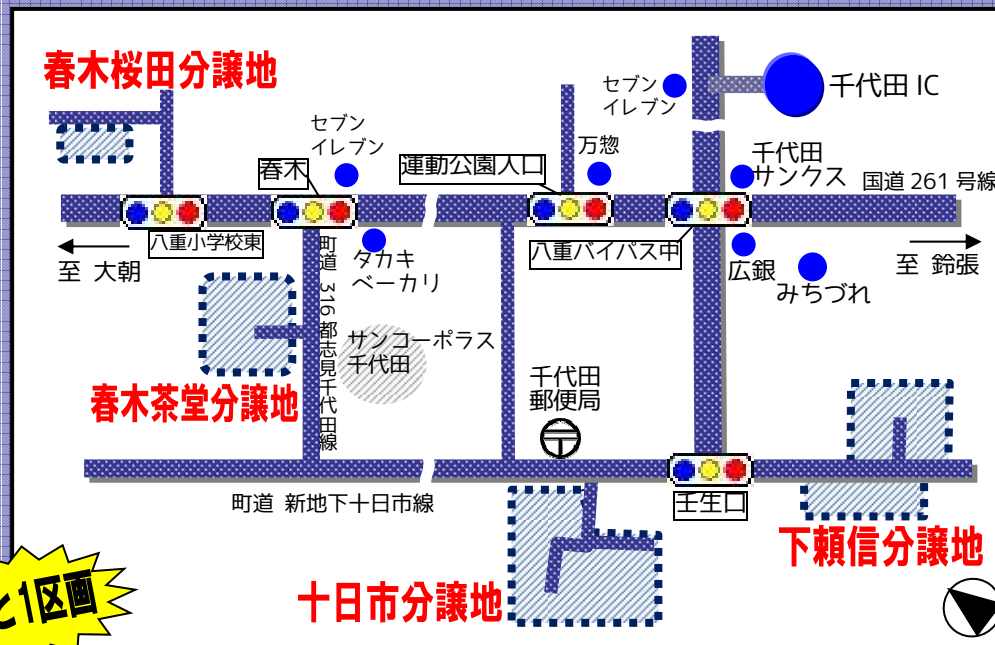 春木桜田分譲地
セブン
イレブン
千代田 IC
セブン
イレブン
万惣
千代田
サンクス
国道 261 号線
春木
運動公園入口
八重小学校東
八重バイパス中
至 大朝
タカキ
ベーカリ
広銀
みちづれ
至 鈴張
町道 316 都志見千代田線
サンコーポラス
千代田
千代田
郵便局
春木茶堂分譲地
町道 新地下十日市線
壬生口
下頼信分譲地
十日市分譲地
と1区画